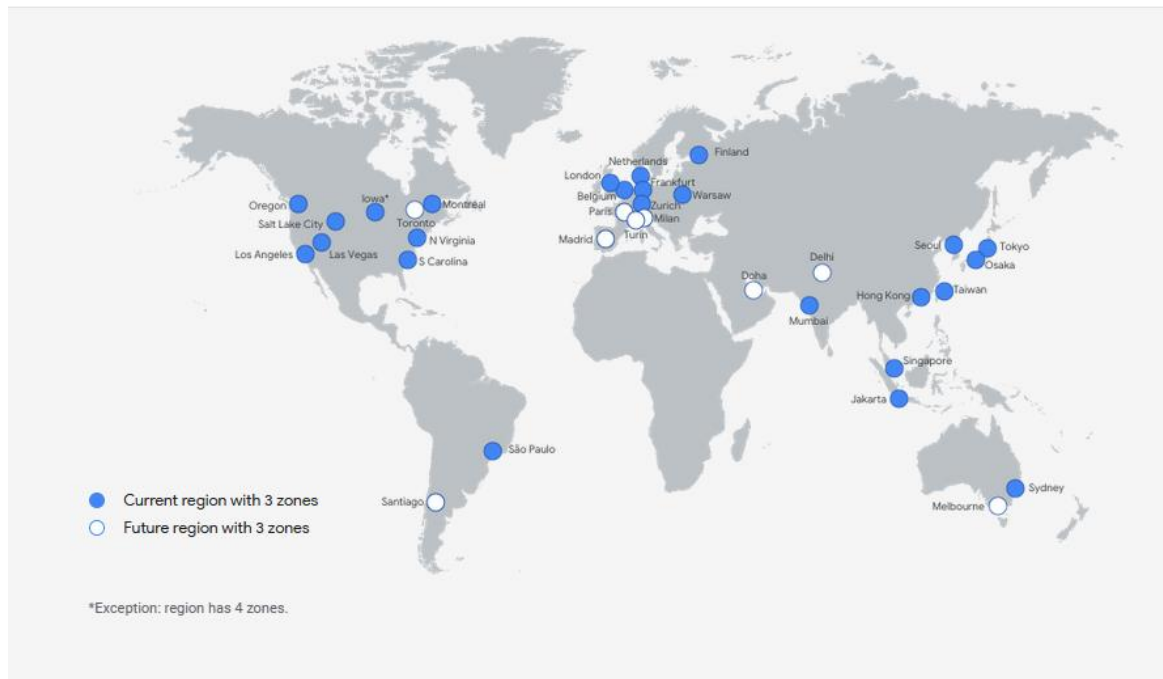 Finland
Netherlands
London
Frankfurt
Belgium
Warsaw
Zurich
Paris
Milan
Turin
Madrid
Oregon
Iowa*
Montréal
Salt Lake City
Toronto
N Virginia
Los Angeles
Las Vegas
S Carolina
Seoul
Tokyo
Osaka
Delhi
Doha
Hong Kong
Taiwan
Mumbai
Singapore
Jakarta
São Paulo
Santiago
Sydney
Melbourne
Current region with 3 zones
Future region with 3 zones
*Exception: region has 4 zones.